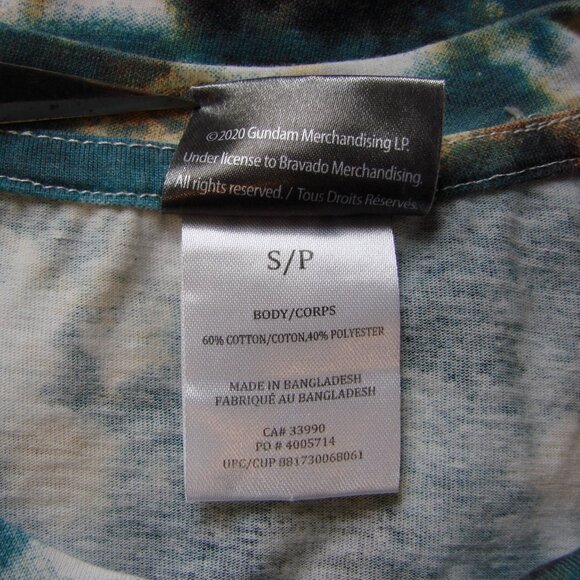 ©2020 Gundam Merchandising LP.
Under license to Bravado Merchandising.
All rights reserved. / Tous Droits Reservés
S/P
BODY/CORPS
60% COTTON/COTON,40% POLYESTER
MADE IN BANGLADESH
FABRIQUÉ AU BANGLADESH
CA# 33990
PO # 4005714
UPC/CUP 881730068061